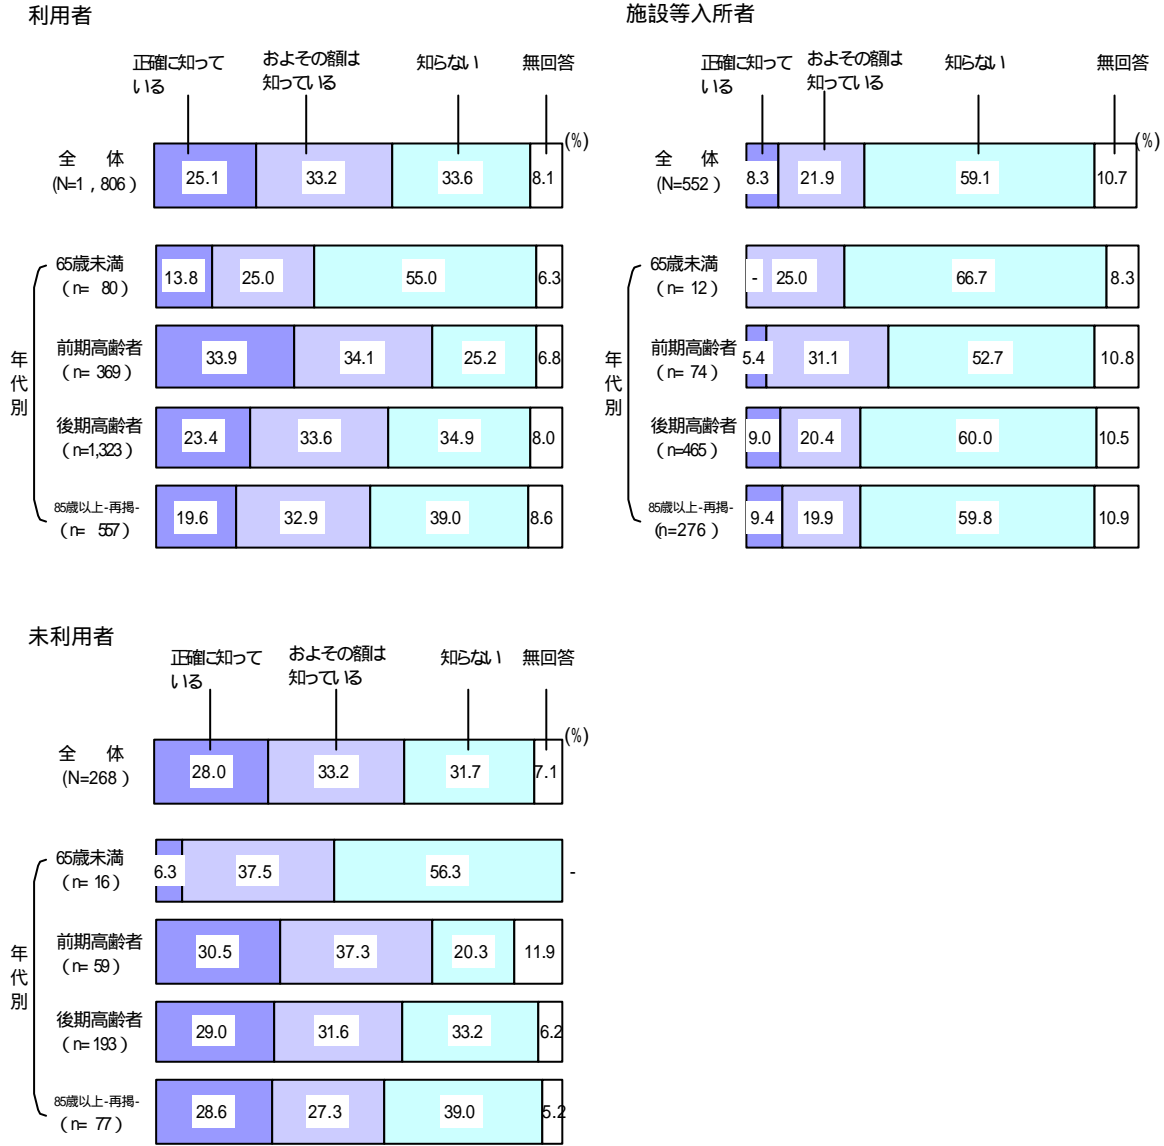 利用者
正確に知って
いる
およその額は
知っている
知らない
無回答
(%)
全 体
(N=1,806)
25.1 33.2 33.6 8.1
年代別
65歳未満
(n= 80)
13.8 25.0 55.0 6.3
前期高齢者
(n= 369)
33.9 34.1 25.2 6.8
後期高齢者
(n=1,323)
23.4 33.6 34.9 8.0
85歳以上-再掲-
(n= 557)
19.6 32.9 39.0 8.6
施設等入所者
正確に知って
いる
およその額は
知っている
知らない
無回答
(%)
全 体
(N=552)
8.3 21.9 59.1 10.7
年代別
65歳未満
(n= 12)
- 25.0 66.7 8.3
前期高齢者
(n= 74)
5.4 31.1 52.7 10.8
後期高齢者
(n=465)
9.0 20.4 60.0 10.5
85歳以上-再掲-
(n=276)
9.4 19.9 59.8 10.9
未利用者
正確に知って
いる
およその額は
知っている
知らない
無回答
(%)
全 体
(N=268)
28.0 33.2 31.7 7.1
年代別
65歳未満
(n= 16)
6.3 37.5 56.3 -
前期高齢者
(n= 59)
30.5 37.3 20.3 11.9
後期高齢者
(n=193)
29.0 31.6 33.2 6.2
85歳以上-再掲-
(n= 77)
28.6 27.3 39.0 5.2